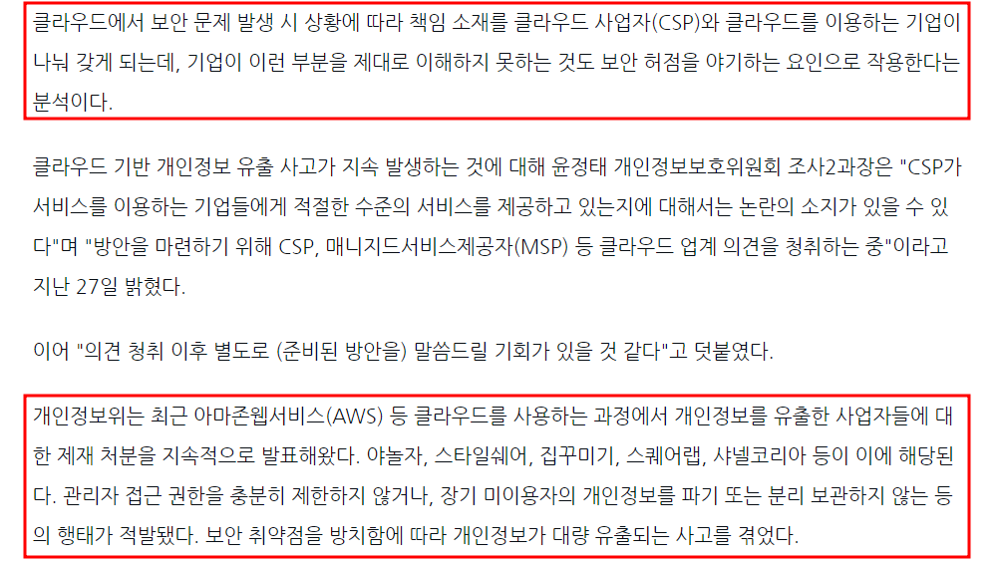 클라우드에서 보안 문제 발생 시 상황에 따라 책임 소재를 클라우드 사업자(CSP)와 클라우드를 이용하는 기업이
나눠 갖게 되는데, 기업이 이런 부분을 제대로 이해하지 못하는 것도 보안 허점을 야기하는 요인으로 작용한다는
분석이다.
클라우드 기반 개인정보 유출 사고가 지속 발생하는 것에 대해 윤정태 개인정보보호위원회 조사2과장은 "CSP가
서비스를 이용하는 기업들에게 적절한 수준의 서비스를 제공하고 있는지에 대해서는 논란의 소지가 있을 수 있
다"며 "방안을 마련하기 위해 CSP, 매니지드서비스제공자(MSP) 등 클라우드 업계 의견을 청취하는 중"이라고
지난 27일 밝혔다.
이어 "의견 청취 이후 별도로 (준비된 방안을) 말씀드릴 기회가 있을 것 같다"고 덧붙였다.
개인정보위는 최근 아마존웹서비스(AWS) 등 클라우드를 사용하는 과정에서 개인정보를 유출한 사업자들에 대
한 제재 처분을 지속적으로 발표해왔다. 야놀자, 스타일쉐어, 집꾸미기, 스퀘어랩, 샤넬코리아 등이 이에 해당된
다. 관리자 접근 권한을 충분히 제한하지 않거나, 장기 미이용자의 개인정보를 파기 또는 분리 보관하지 않는 등
의 행태가 적발됐다. 보안 취약점을 방치함에 따라 개인정보가 대량 유출되는 사고를 겪었다.